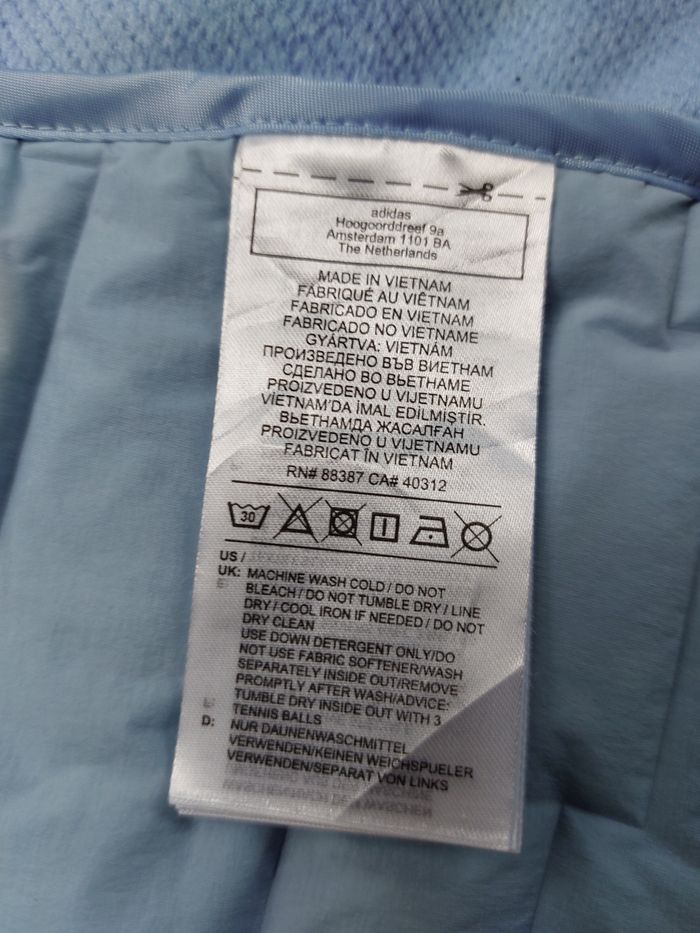 adidas
Hoogoorddreef 9a
Amsterdam 1101 BA
The Netherlands
MADE IN VIETNAM
FABRIQUÉ AU VIÊTNAM
FABRICADO EN VIETNAM
FABRICADO NO VIETNAME
GYÁRTVA: VIETNÁM
ПРОИЗВЕДЕНО ВЪВ ВИЕТНАМ
СДЕЛАНО ВО ВЬЕТНАМЕ
PROIZVEDENO U VIJETNAMU
VİETNAM'DA İMAL EDİLMİŞTİR.
ВЬЕТНАМДА ЖАСАЛҒАН
PROIZVEDENO U VIJETNAMU
FABRICAT ÎN VIETNAM
RN# 88387 CA# 40312
30
US /
UK: MACHINE WASH COLD / DO NOT
BLEACH / DO NOT TUMBLE DRY / LINE
DRY / COOL IRON IF NEEDED / DO NOT
DRY CLEAN
USE DOWN DETERGENT ONLY/DO
NOT USE FABRIC SOFTENER/WASH
SEPARATELY INSIDE OUT/REMOVE
PROMPTLY AFTER WASH/ADVICE:
TUMBLE DRY INSIDE OUT WITH 3
TENNIS BALLS
D: NUR DAUNENWASCHMITTEL
VERWENDEN/KEINEN WEICHSPUELER
VERWENDEN/SEPARAT VON LINKS